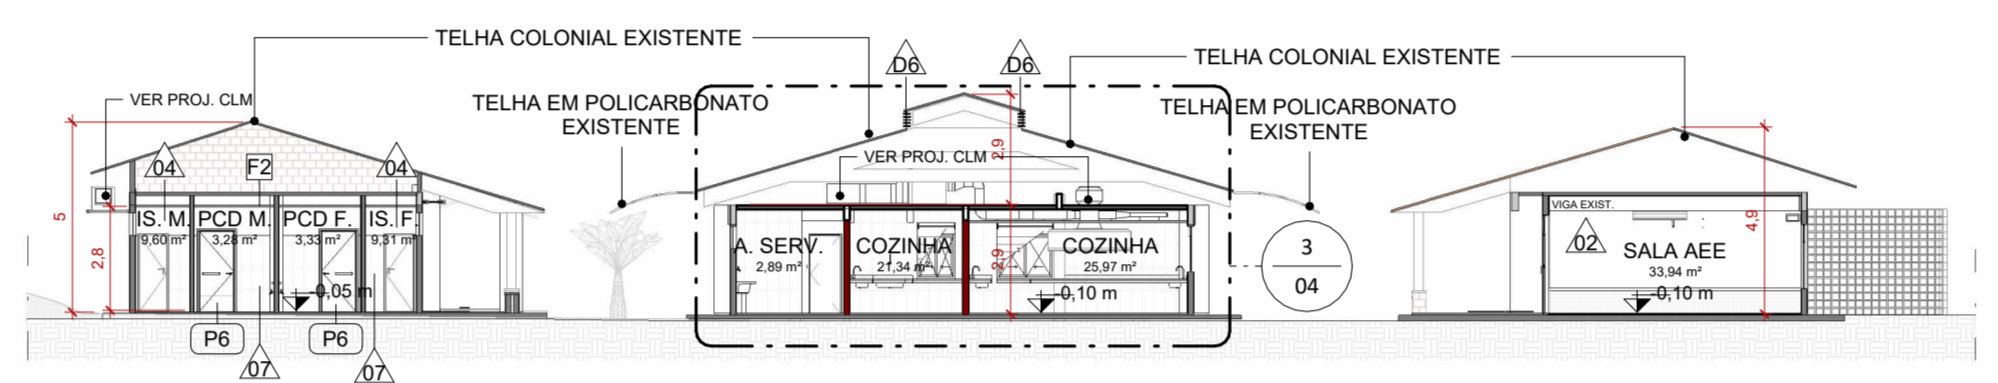 TELHA COLONIAL EXISTENTE
D6
D6
TELHA COLONIAL EXISTENTE
VER PROJ. CLM
TELHA EM POLICARBONATO
EXISTENTE
TELHA EM POLICARBONATO
EXISTENTE
04
F2
04
2,9
VER PROJ. CLM
5
2,8
IS. M.
9,60 m²
PCD M.
3,28 m²
PCD F.
3,33 m²
IS. F.
9,31 m²
-0,05 m
P6
P6
07
07
A. SERV.
2,89 m²
COZINHA
21,34 m²
2,9
COZINHA
25,97 m²
-0,10 m
3
04
VIGA EXIST.
02
SALA AEE
33,94 m²
-0,10 m
4,9